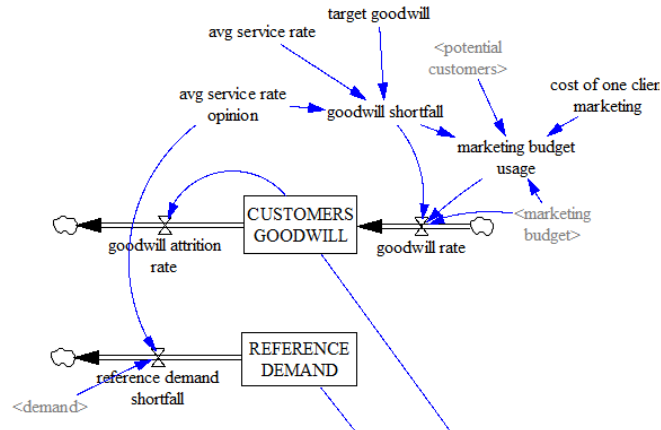 target goodwill
avg service rate
<potential
customers>
cost of one clien
marketing
avg service rate
opinion
goodwill shortfall
marketing budget
usage
CUSTOMERS
GOODWILL
goodwill attrition
rate
goodwill rate
<marketing
budget>
REFERENCE
DEMAND
reference demand
shortfall
<demand>